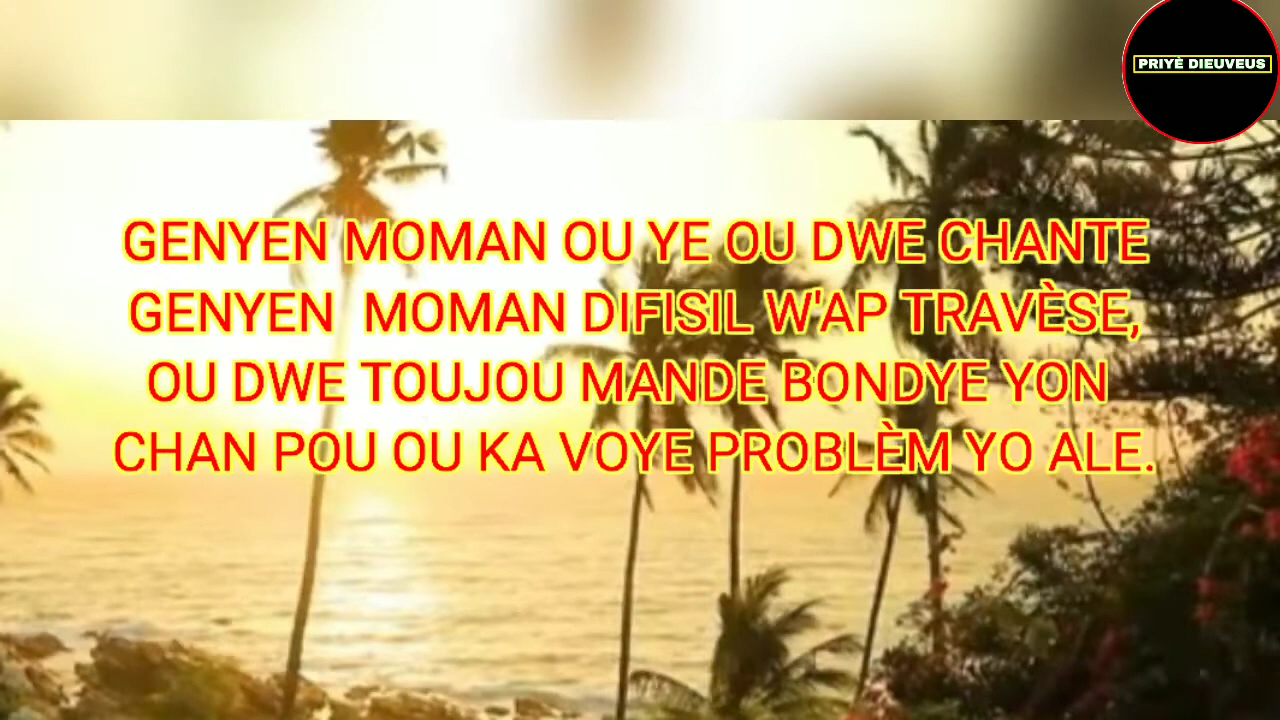 PRIYÈ DIEUVEUS
GENYEN MOMAN OU YE OU DWE CHANTE
GENYEN MOMAN DIFISIL W'AP TRAVÈSE,
OU DWE TOUJOU MANDE BONDYE YON
CHAN POU OU KA VOYE PROBLÈM YO ALE.